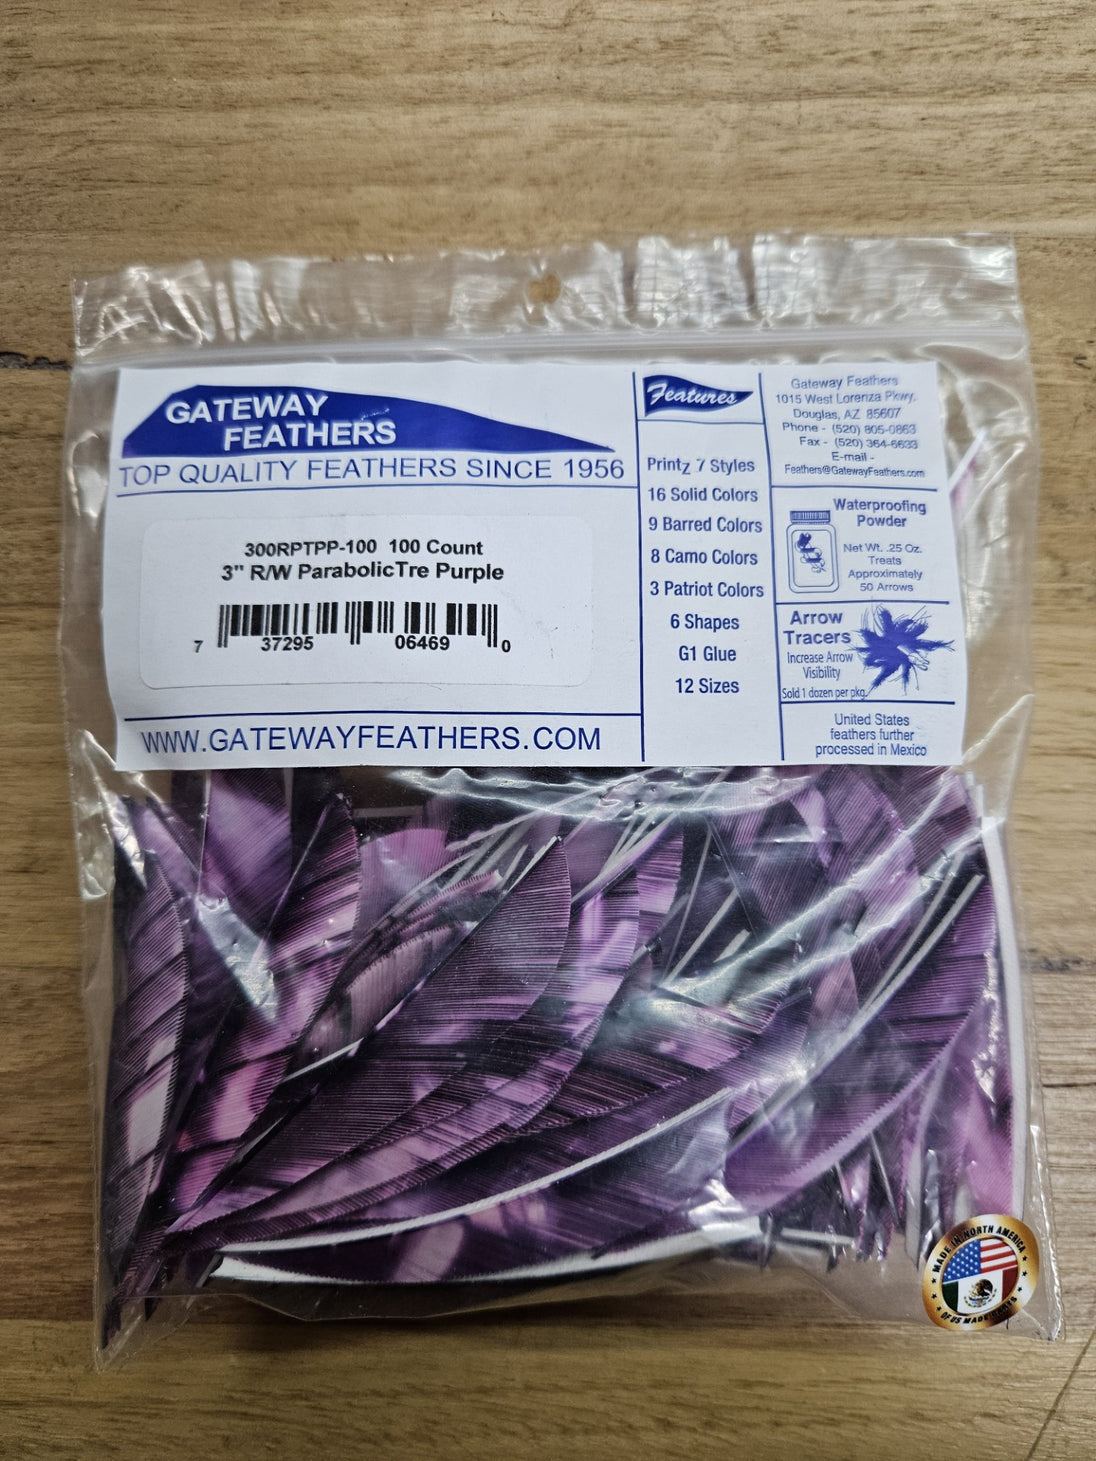 GATEWAY
FEATHERS
TOP QUALITY FEATHERS SINCE 1956
300RPTPP-100 100 Count
3" R/W ParabolicTre Purple
7 37295 06469 0
WWW.GATEWAYFEATHERS.COM
Features
Printz 7 Styles
16 Solid Colors
9 Barred Colors
8 Camo Colors
3 Patriot Colors
6 Shapes
G1 Glue
12 Sizes
Gateway Feathers
1015 West Lorenza Pkwy.
Douglas, AZ 85607
Phone - (520) 805-0863
Fax - (520) 364-6633
E-mail -
Feathers@GatewayFeathers.com
Waterproofing
Powder
Net Wt. .25 Oz.
Treats
Approximately
50 Arrows
Arrow
Tracers
Increase Arrow
Visibility
Sold 1 dozen per pkg.
United States
feathers further
processed in Mexico
MADE IN NORTH AMERICA
OF US MADE